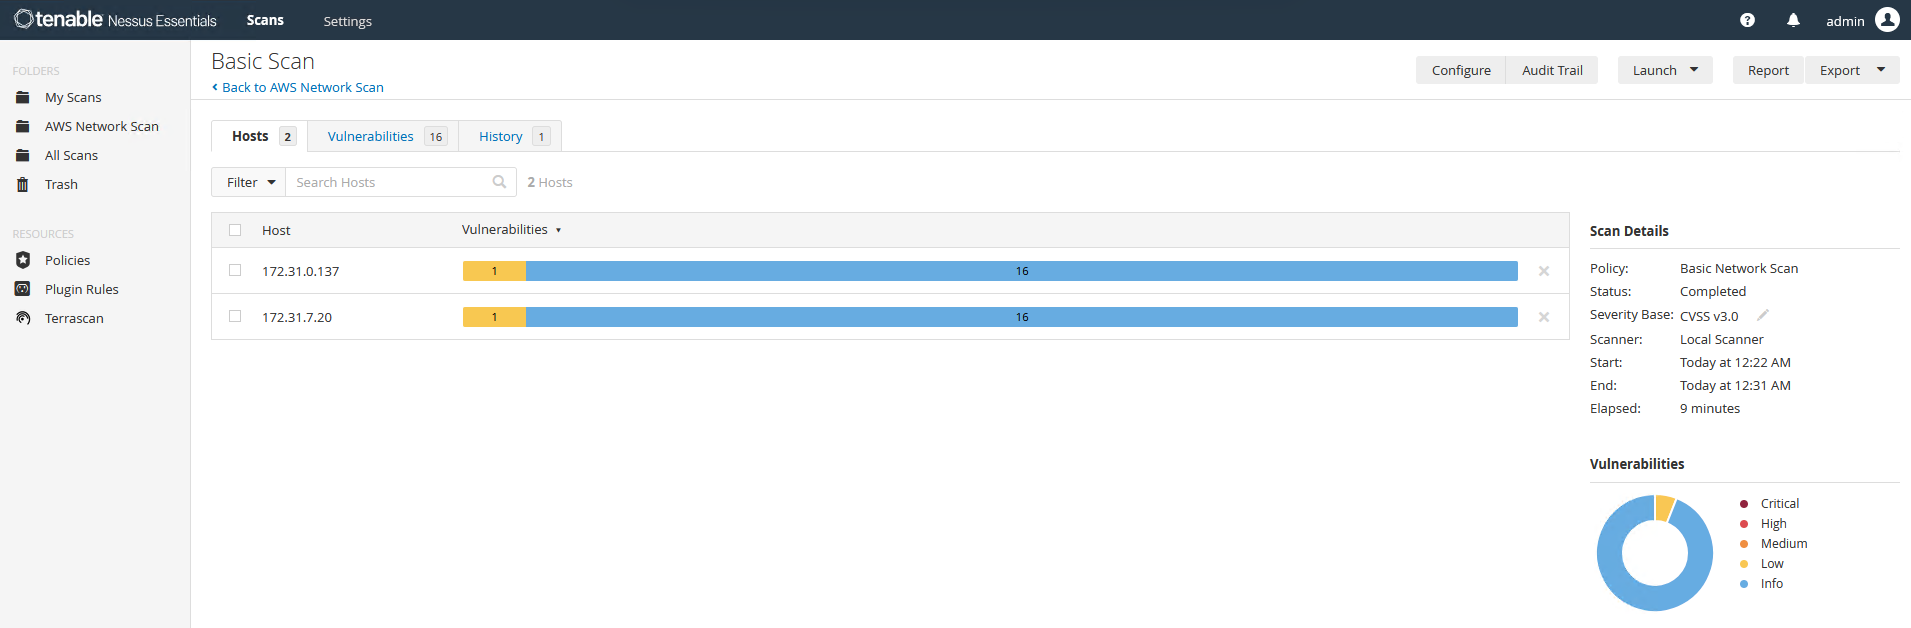 tenable Nessus Essentials Scans Settings admin
FOLDERS
My Scans
AWS Network Scan
All Scans
Trash
RESOURCES
Policies
Plugin Rules
Terrascan
Basic Scan
Back to AWS Network Scan
Configure Audit Trail Launch Report Export
Hosts 2 Vulnerabilities 16 History 1
Filter Search Hosts 2 Hosts
Host Vulnerabilities
172.31.0.137 1 16
172.31.7.20 1 16
Scan Details
Policy: Basic Network Scan
Status: Completed
Severity Base: CVSS v3.0
Scanner: Local Scanner
Start: Today at 12:22 AM
End: Today at 12:31 AM
Elapsed: 9 minutes
Vulnerabilities
Critical
High
Medium
Low
Info